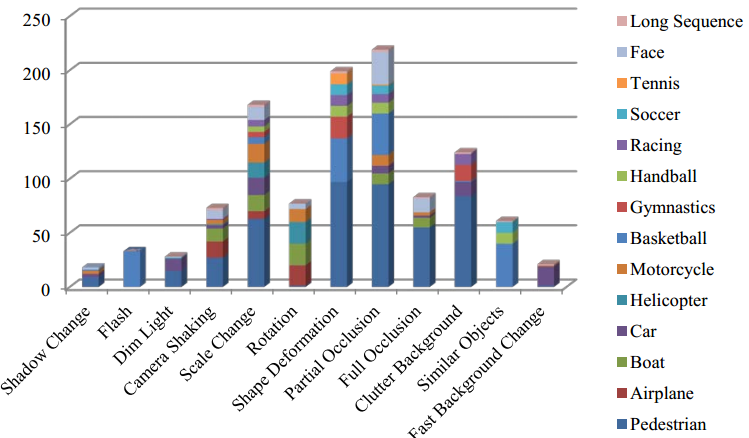 250
200
150
100
50
0
Shadow Change
Flash
Dim Light
Camera Shaking
Scale Change
Rotation
Shape Deformation
Partial Occlusion
Full Occlusion
Clutter Background
Similar Objects
Fast Background Change
Long Sequence
Face
Tennis
Soccer
Racing
Handball
Gymnastics
Basketball
Motorcycle
Helicopter
Car
Boat
Airplane
Pedestrian